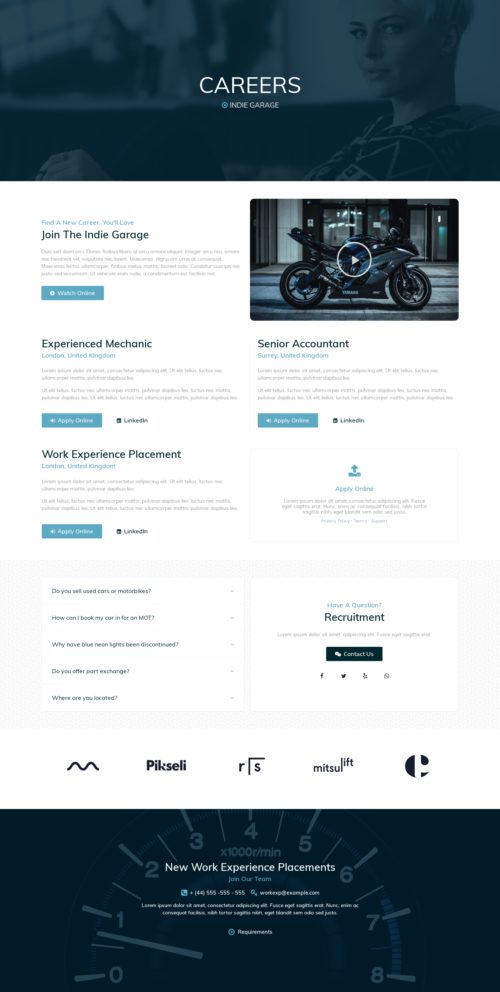 CAREERS
INDIE GARAGE
Find A New Career, You'll Love
Join The Indie Garage
Duis sed diam orci. Donec finibus libero id arcu ornare aliquet. Integer arcu nisi, ornare
nec hendrerit vel, vulputate nec lorem. Maecenas dignissim urna at consequat.
Maecenas lectus ullamcorper, finibus metus mattis, laoreet odio. Curabitur suscipit nisi
justo sed accumsan. Ut vehicula enim nulla, a condimentum est facilisis nec.
Watch Online
YAMAHA
Experienced Mechanic
London, United Kingdom
Lorem ipsum dolor sit amet, consectetur adipiscing elit. Ut elit tellus, luctus nec
ullamcorper mattis, pulvinar dapibus leo.
Ut elit tellus, luctus nec ullamcorper mattis, pulvinar dapibus leo. luctus nec mattis,
pulvinar dapibus leo. Ut elit tellus, luctus nec ullamcorper mattis, pulvinar dapibus leo.
Apply Online
LinkedIn
Senior Accountant
Surrey, United Kingdom
Lorem ipsum dolor sit amet, consectetur adipiscing elit. Ut elit tellus, luctus nec
ullamcorper mattis, pulvinar dapibus leo.
Ut elit tellus, luctus nec ullamcorper mattis, pulvinar dapibus leo. luctus nec mattis,
pulvinar dapibus leo. Ut elit tellus, luctus nec ullamcorper mattis, pulvinar dapibus leo.
Apply Online
LinkedIn
Work Experience Placement
London, United Kingdom
Lorem ipsum dolor sit amet, consectetur adipiscing elit. Ut elit tellus, luctus nec
ullamcorper mattis, pulvinar dapibus leo.
Ut elit tellus, luctus nec ullamcorper mattis, pulvinar dapibus leo. luctus nec mattis,
pulvinar dapibus leo. Ut elit tellus, luctus nec ullamcorper mattis, pulvinar dapibus leo.
Apply Online
LinkedIn
Apply Online
Lorem ipsum dolor sit amet, consectetur adipiscing elit. Fusce
eget sagittis erat. Nunc in enim ac purus consequat facilisis, nibh tortor
sagittis nibh, eget blandit sem odio sed justo.
Privacy Policy - Terms - Support
Do you sell used cars or motorbikes?
How can I book my car in for an MOT?
Why have blue neon lights been discontinued?
Do you offer part exchange?
Where are you located?
Have A Question?
Recruitment
Lorem ipsum dolor sit amet, consectetur adipiscing elit. Fusce eget sagittis erat.
Contact Us
Pikseli
r s
mitsulift
0 1 2 3 4 5 6 7 8
x1000r/min
New Work Experience Placements
Join Our Team
+ (44) 555 -555 - 555
workexp@example.com
Lorem ipsum dolor sit amet, consectetur adipiscing elit. Fusce eget sagittis erat. Nunc in enim ac purus
consequat facilisis, nibh tortor sagittis nibh, eget blandit sem odio sed justo.
Requirements